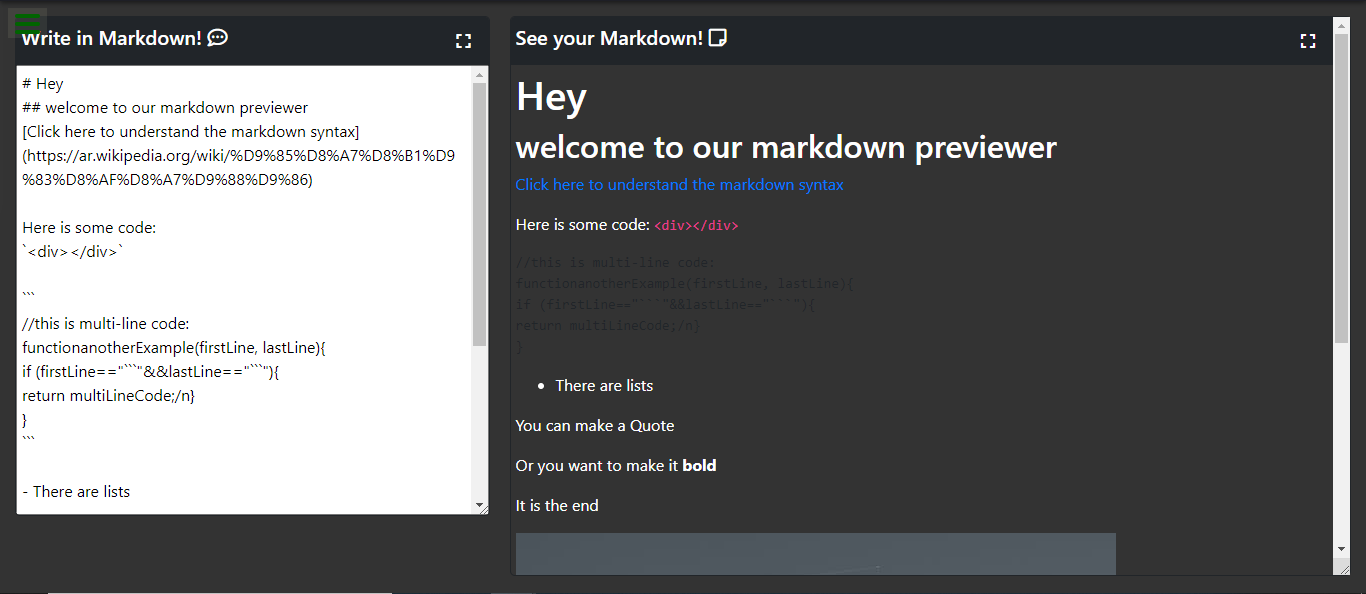 Write in Markdown!
# Hey
## welcome to our markdown previewer
[Click here to understand the markdown syntax]
(https://ar.wikipedia.org/wiki/%D9%85%D8%A7%D8%B1%D9
%83%D8%AF%D8%A7%D9%88%D9%86)
Here is some code:
`<div></div>`
```
//this is multi-line code:
functionanotherExample(firstLine, lastLine){
if (firstLine=="```"&&lastLine=="```"){
return multiLineCode;/n}
}
```
- There are lists
See your Markdown!
Hey
welcome to our markdown previewer
Click here to understand the markdown syntax
Here is some code: <div></div>
//this is multi-line code:
functionanotherExample(firstLine, lastLine){
if (firstLine=="```"&&lastLine=="```"){
return multiLineCode;/n}
}
• There are lists
You can make a Quote
Or you want to make it bold
It is the end